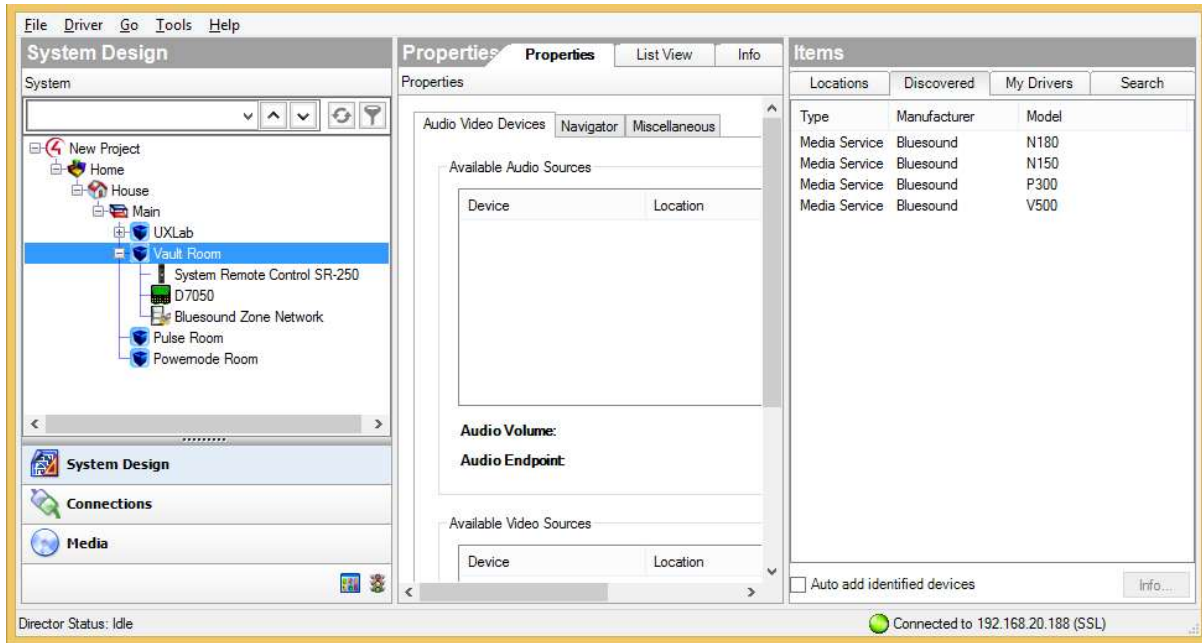 File Driver Go Tools Help
System Design
System
New Project
Home
House
Main
UXLab
Vault Room
System Remote Control SR-250
D7050
Bluesound Zone Network
Pulse Room
Powernode Room
System Design
Connections
Media
Properties Properties List View Info
Properties
Audio Video Devices Navigator Miscellaneous
Available Audio Sources
Device Location
Audio Volume:
Audio Endpoint:
Available Video Sources
Device Location
Items
Locations Discovered My Drivers Search
Type Manufacturer Model
Media Service Bluesound N180
Media Service Bluesound N150
Media Service Bluesound P300
Media Service Bluesound V500
Auto add identified devices Info...
Director Status: Idle Connected to 192.168.20.188 (SSL)